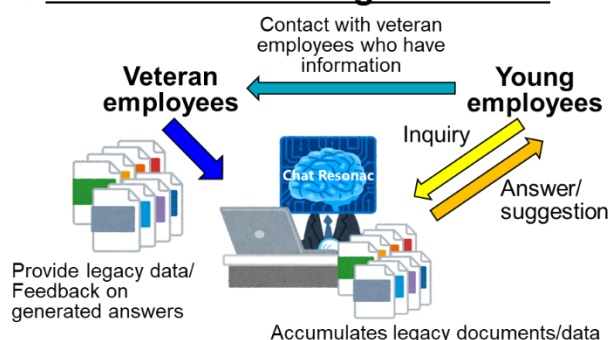 Contact with veteran
employees who have
information
Veteran
employees
Young
employees
Inquiry
Chat Resonac
Answer/
suggestion
Provide legacy data/
Feedback on
generated answers
Accumulates legacy documents/data